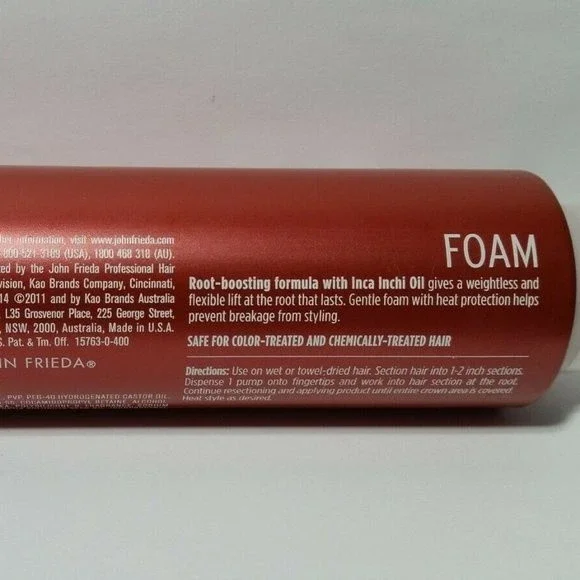 FOAM
Root-boosting formula with Inca Inchi Oil gives a weightless and
flexible lift at the root that lasts. Gentle foam with heat protection helps
prevent breakage from styling.
SAFE FOR COLOR-TREATED AND CHEMICALLY-TREATED HAIR
Directions: Use on wet or towel-dried hair. Section hair into 1-2 inch sections.
Dispense 1 pump onto fingertips and work into hair section at the root.
Continue resectioning and applying product until entire crown area is covered.
Heat style as desired.
her information, visit www.johnfrieda.com
800-521-3189 (USA), 1800 468 318 (AU).
ted by the John Frieda Professional Hair
vision, Kao Brands Company, Cincinnati,
14 ©2011 and by Kao Brands Australia
, L35 Grosvenor Place, 225 George Street,
, NSW, 2000, Australia, Made in U.S.A.
S. Pat. & Tm. Off. 15763-0-400
HN FRIEDA®
PVP, PEG-40 HYDROGENATED CASTOR OIL,
COCAMIDOPROPYL BETAINE, ALCOHOL